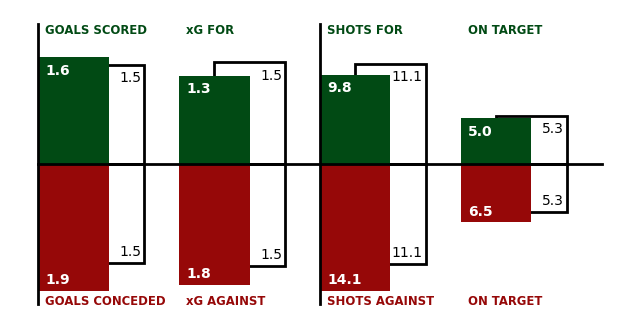 GOALS SCORED xG FOR SHOTS FOR ON TARGET
1.6 1.5 1.3 1.5 9.8 11.1 5.0 5.3
1.9 1.5 1.8 1.5 14.1 11.1 6.5 5.3
GOALS CONCEDED xG AGAINST SHOTS AGAINST ON TARGET